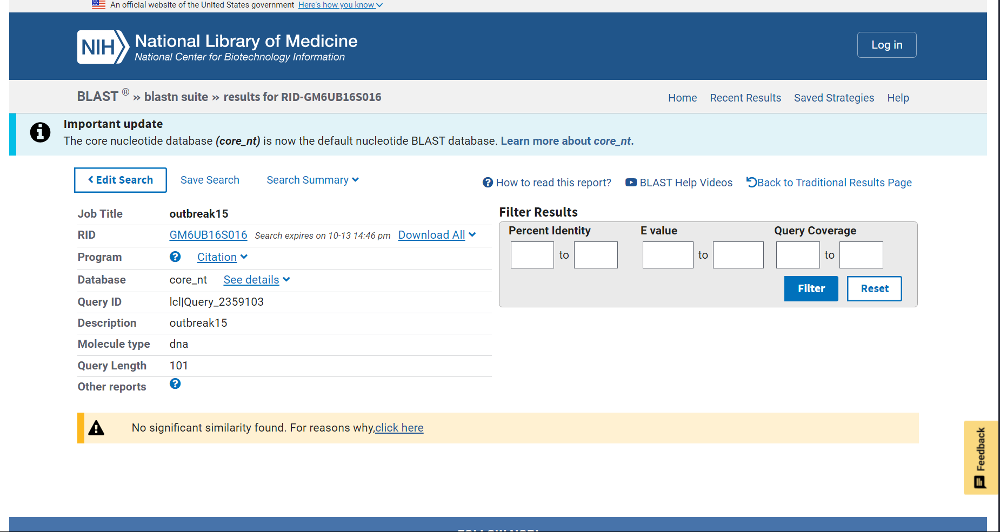 An official website of the United States government Here's how you know
NIH National Library of Medicine
National Center for Biotechnology Information
Log in
BLAST ® » blastn suite » results for RID-GM6UB16S016
Home Recent Results Saved Strategies Help
Important update
The core nucleotide database (core_nt) is now the default nucleotide BLAST database. Learn more about core_nt.
Edit Search Save Search Search Summary
How to read this report? BLAST Help Videos Back to Traditional Results Page
Job Title outbreak15
RID GM6UB16S016 Search expires on 10-13 14:46 pm Download All
Program ? Citation
Database core_nt See details
Query ID lcl|Query_2359103
Description outbreak15
Molecule type dna
Query Length 101
Other reports ?
Filter Results
Percent Identity E value Query Coverage
to to to
Filter Reset
No significant similarity found. For reasons why,click here
Feedback
FOLLOW NCBI